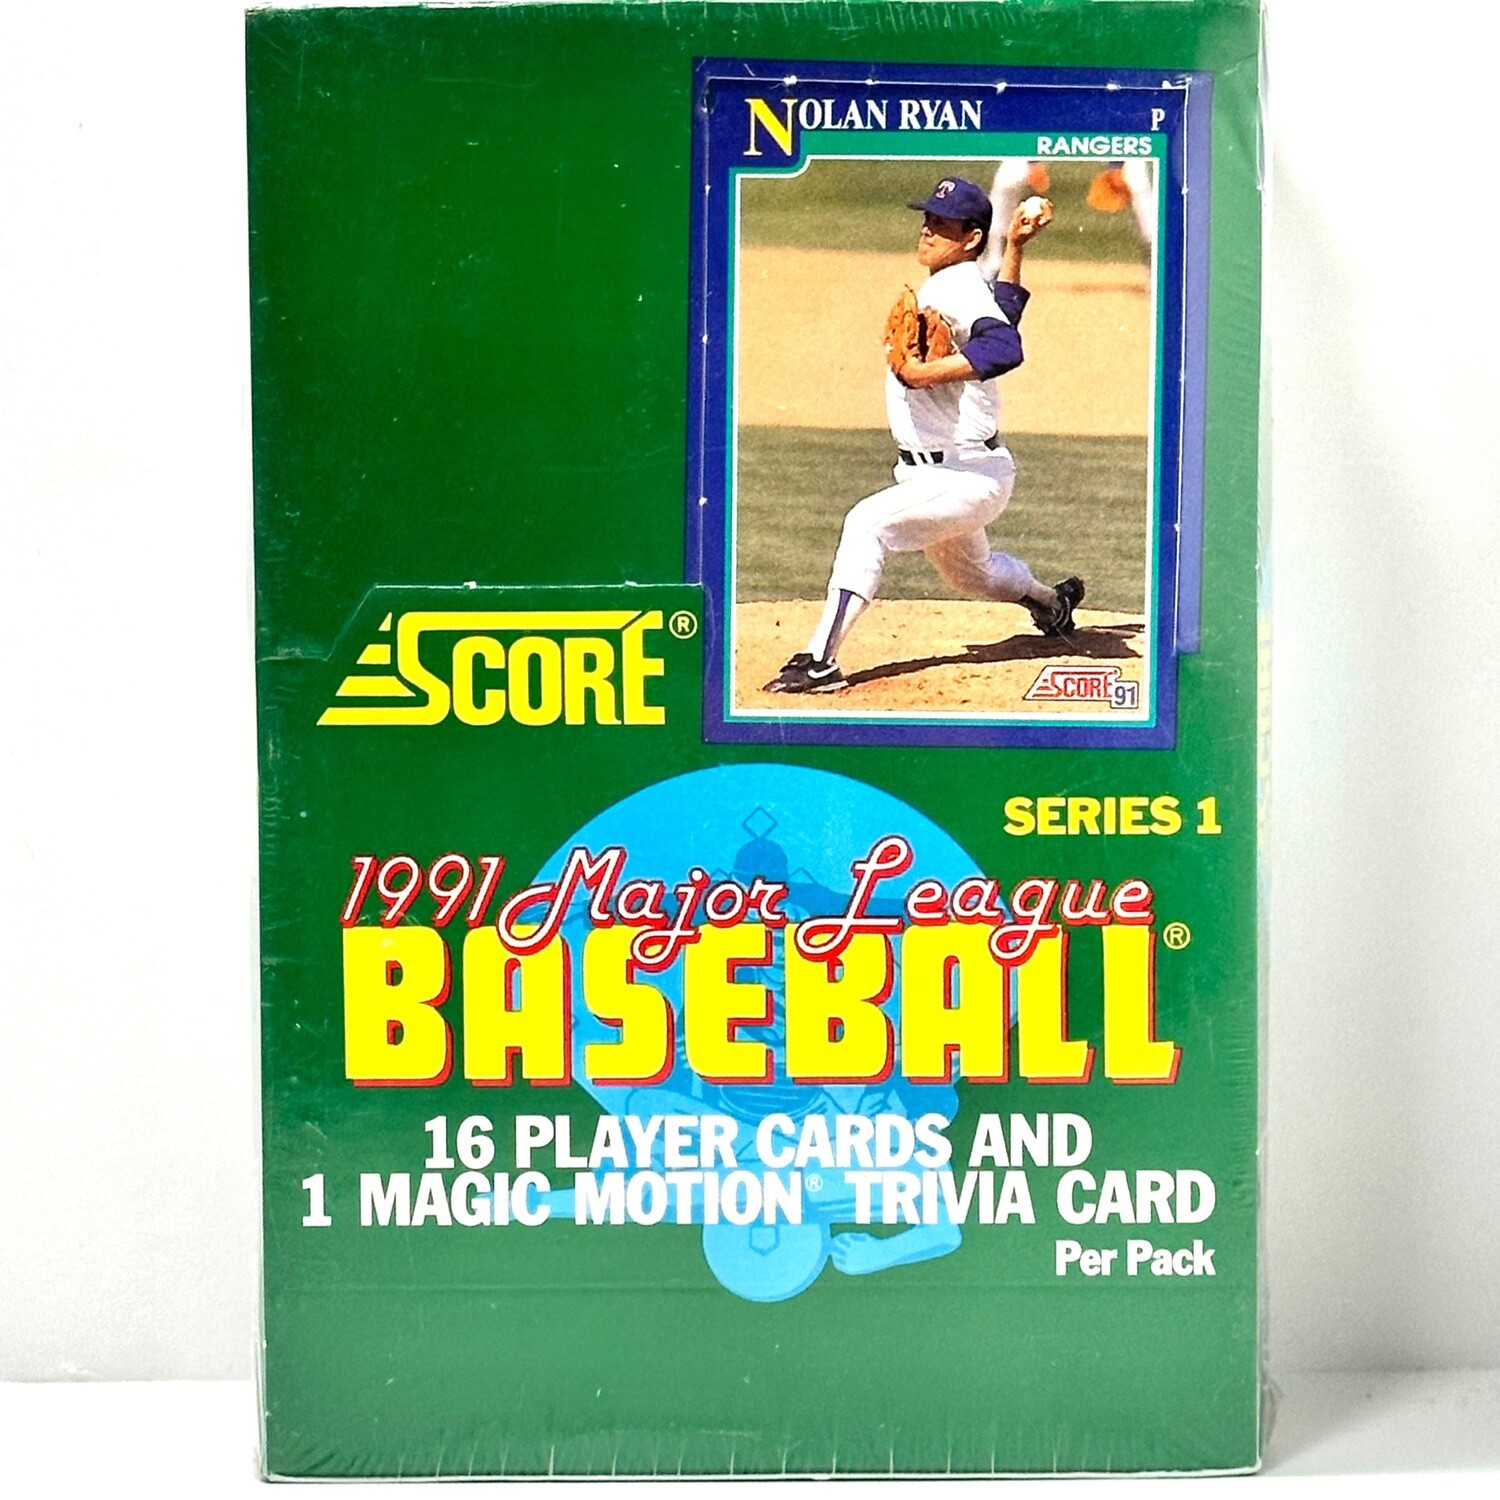 NOLAN RYAN P
RANGERS
T
SCORE 91
SCORE®
SERIES 1
1991 Major League
BASEBALL®
16 PLAYER CARDS AND
1 MAGIC MOTION® TRIVIA CARD
Per Pack